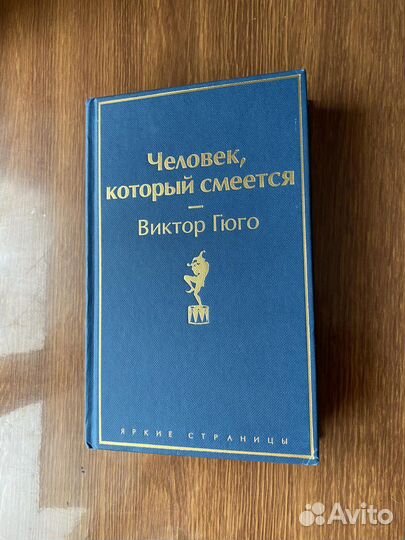 Человек,
который смеется
—
Виктор Гюго
ЯРКИЕ СТРАНИЦЫ
Avito